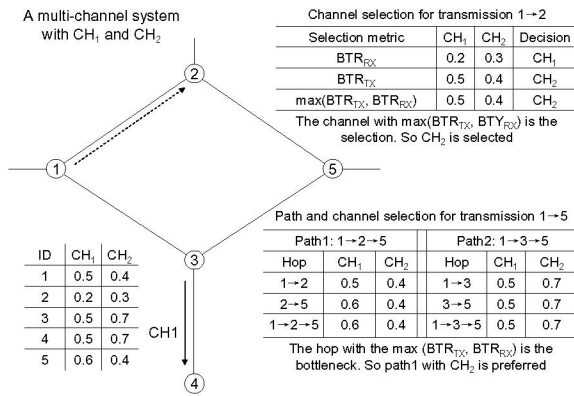 A multi-channel system
with CH₁ and CH₂
Channel selection for transmission 1→2
Selection metric CH₁ CH₂ Decision
BTR_RX 0.2 0.3 CH₁
BTR_TX 0.5 0.4 CH₂
max(BTR_TX, BTR_RX) 0.5 0.4 CH₂
The channel with max(BTR_TX, BTY_RX) is the
selection. So CH₂ is selected
2
1
5
3
4
CH1
ID CH₁ CH₂
1 0.5 0.4
2 0.2 0.3
3 0.5 0.7
4 0.5 0.7
5 0.6 0.4
Path and channel selection for transmission 1→5
Path1: 1→2→5 Path2: 1→3→5
Hop CH₁ CH₂ Hop CH₁ CH₂
1→2 0.5 0.4 1→3 0.5 0.7
2→5 0.6 0.4 3→5 0.5 0.7
1→2→5 0.6 0.4 1→3→5 0.5 0.7
The hop with the max (BTR_TX, BTR_RX) is the
bottleneck. So path1 with CH₂ is preferred